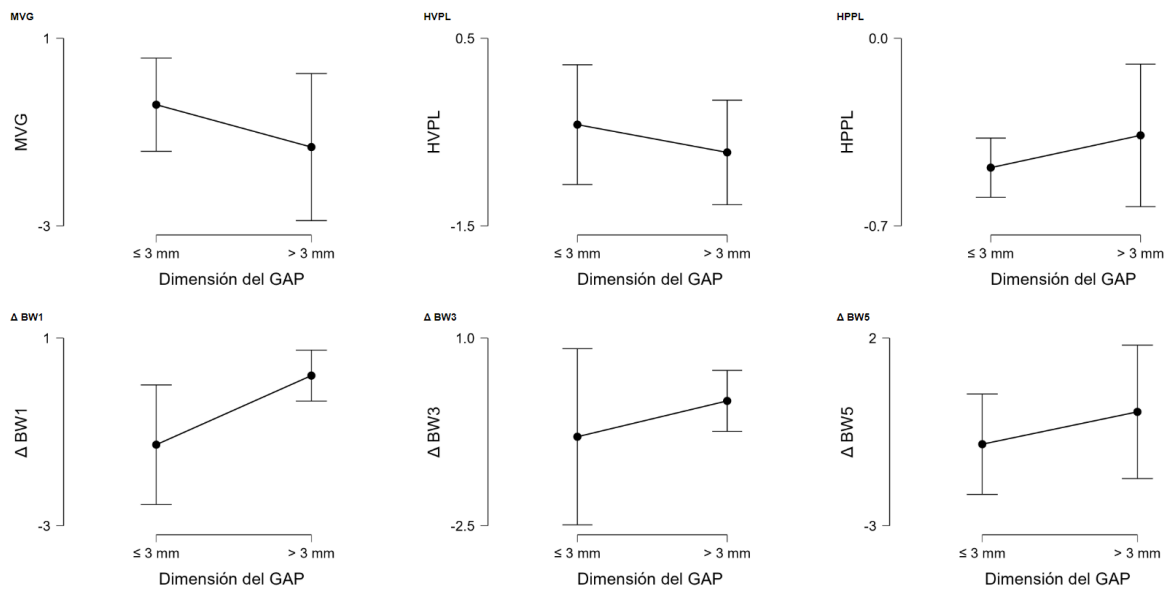 MVG
1
MVG
-3
≤ 3 mm
> 3 mm
Dimensión del GAP
HVPL
0.5
HVPL
-1.5
≤ 3 mm
> 3 mm
Dimensión del GAP
HPPL
0.0
HPPL
-0.7
≤ 3 mm
> 3 mm
Dimensión del GAP
Δ BW1
1
Δ BW1
-3
≤ 3 mm
> 3 mm
Dimensión del GAP
Δ BW3
1.0
Δ BW3
-2.5
≤ 3 mm
> 3 mm
Dimensión del GAP
Δ BW5
2
Δ BW5
-3
≤ 3 mm
> 3 mm
Dimensión del GAP